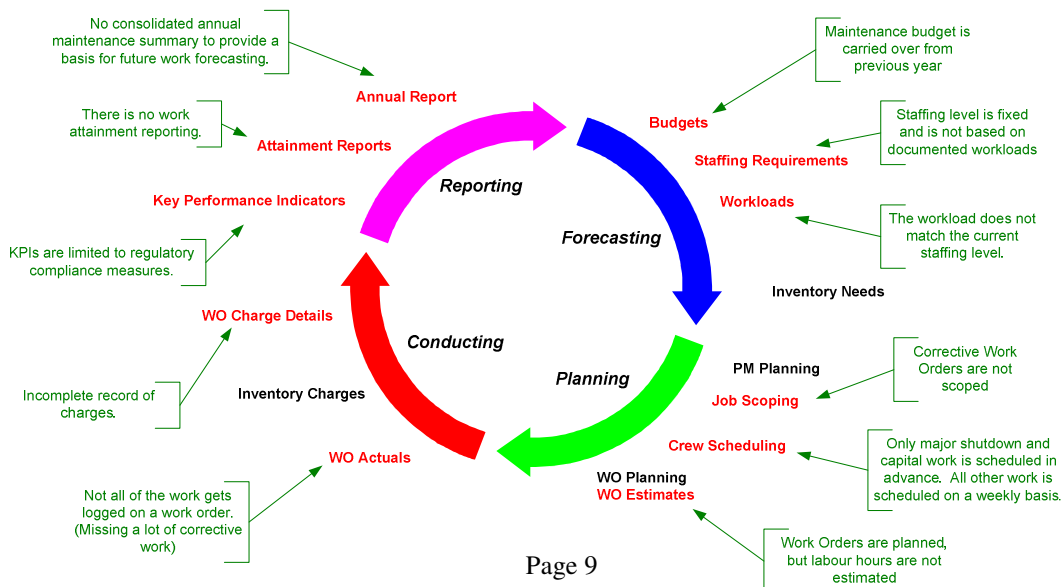 No consolidated annual
maintenance summary to provide a
basis for future work forecasting.
Annual Report
There is no work
attainment reporting.
Attainment Reports
Key Performance Indicators
KPIs are limited to regulatory
compliance measures.
Reporting
Maintenance budget is
carried over from
previous year
Budgets
Staffing level is fixed
and is not based on
documented workloads
Staffing Requirements
Workloads
The workload does not
match the current
staffing level.
Forecasting
Inventory Needs
WO Charge Details
Conducting
Incomplete record of
charges.
Inventory Charges
WO Actuals
Not all of the work gets
logged on a work order.
(Missing a lot of corrective
work)
Planning
PM Planning
Corrective Work
Orders are not
scoped
Job Scoping
Crew Scheduling
Only major shutdown and
capital work is scheduled in
advance. All other work is
scheduled on a weekly basis.
WO Planning
WO Estimates
Work Orders are planned,
but labour hours are not
estimated
Page 9